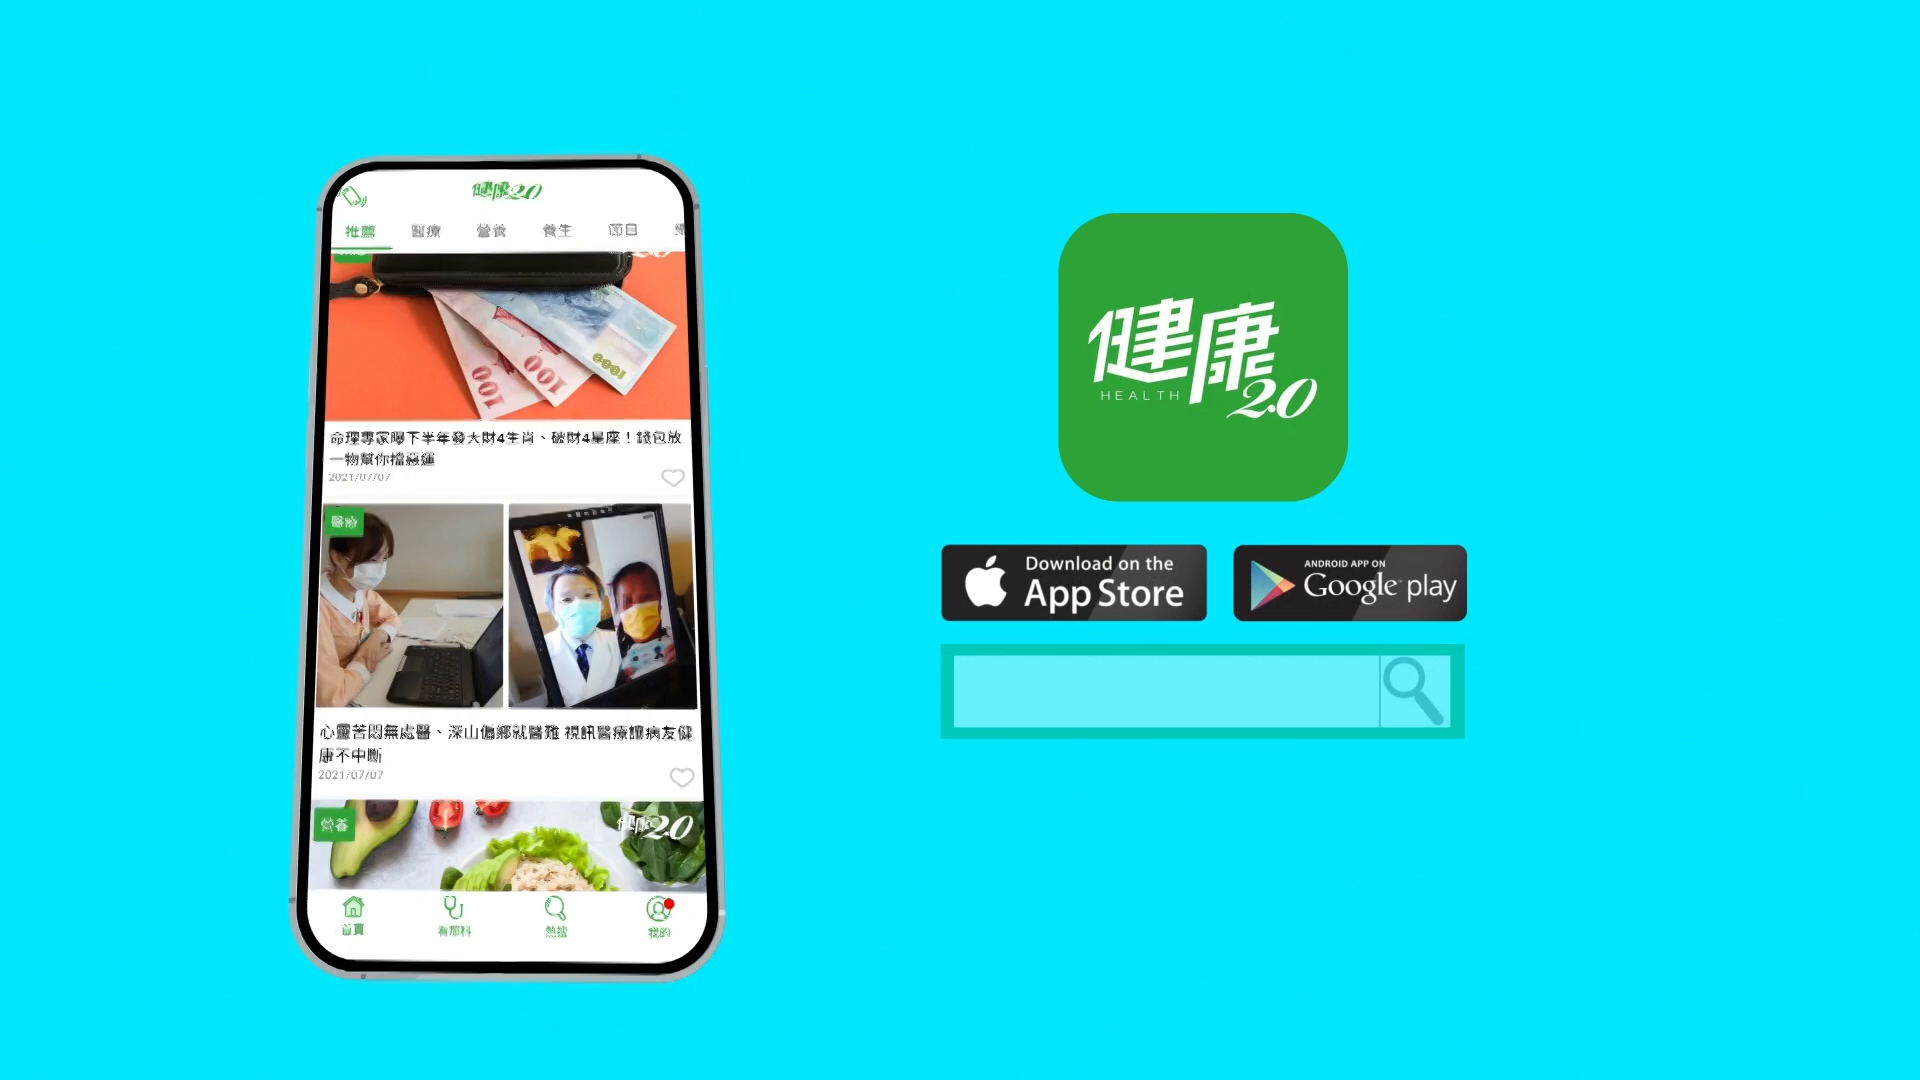 健康2.0
推薦 醫療 營養 養生 節目
100
100
1000
命理專家曝下半年發大財4生肖、破財4星座！錢包放
一物幫你擋惡運
2021/07/07
醫療
心靈苦悶無處醫、深山偏鄉就醫難 視訊醫療讓病友健
康不中斷
2021/07/07
營養
健康2.0
首頁 看那科 熱搜 我的
健康2.0
HEALTH
Download on the
App Store
ANDROID APP ON
Google play